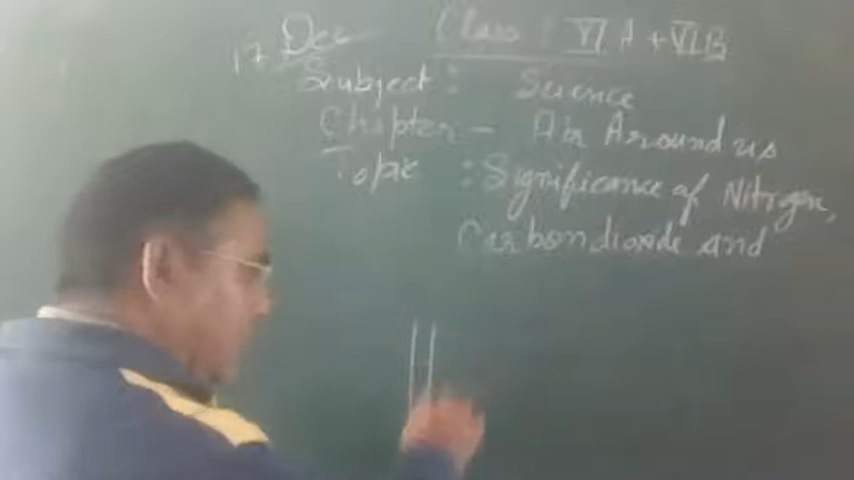 17 Dec Class : VI A + VI B
Subject : Science
Chapter - Air Around us
Topic : Significance of Nitrogen,
Carbondioxide and